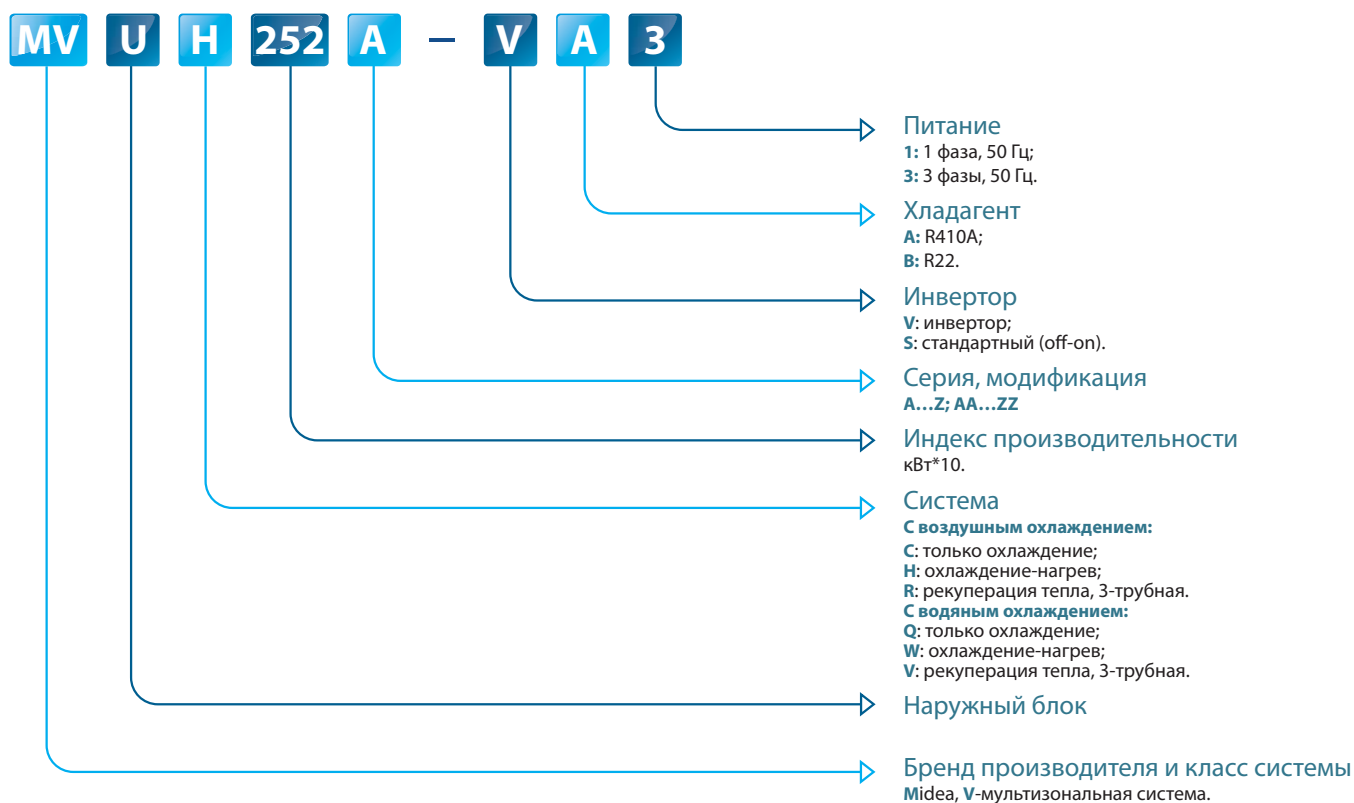 MV U H 252 A – V A 3
Питание
1: 1 фаза, 50 Гц;
3: 3 фазы, 50 Гц.
Хладагент
A: R410A;
B: R22.
Инвертор
V: инвертор;
S: стандартный (off-on).
Серия, модификация
A...Z; AA...ZZ
Индекс производительности
кВт*10.
Система
С воздушным охлаждением:
C: только охлаждение;
H: охлаждение-нагрев;
R: рекуперация тепла, 3-трубная.
С водяным охлаждением:
Q: только охлаждение;
W: охлаждение-нагрев;
V: рекуперация тепла, 3-трубная.
Наружный блок
Бренд производителя и класс системы
Midea, V-мультизональная система.